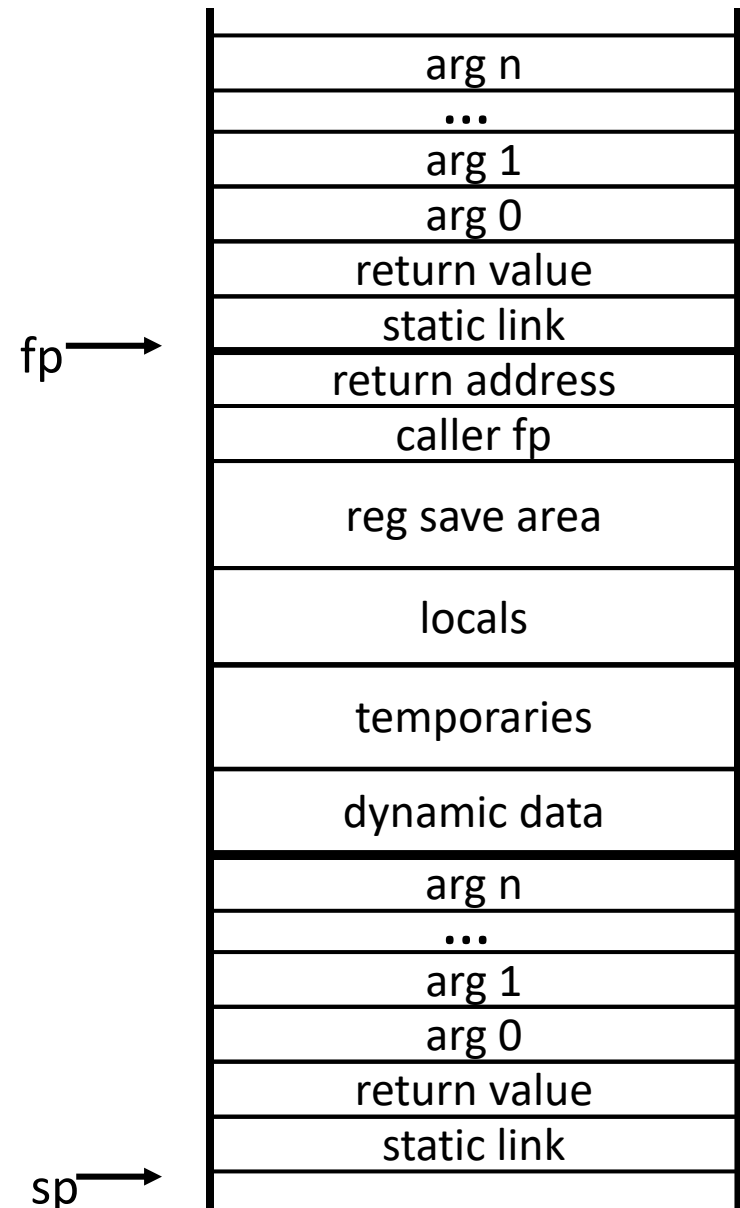 arg n
...
arg 1
arg 0
return value
static link
fp
return address
caller fp
reg save area
locals
temporaries
dynamic data
arg n
...
arg 1
arg 0
return value
static link
sp